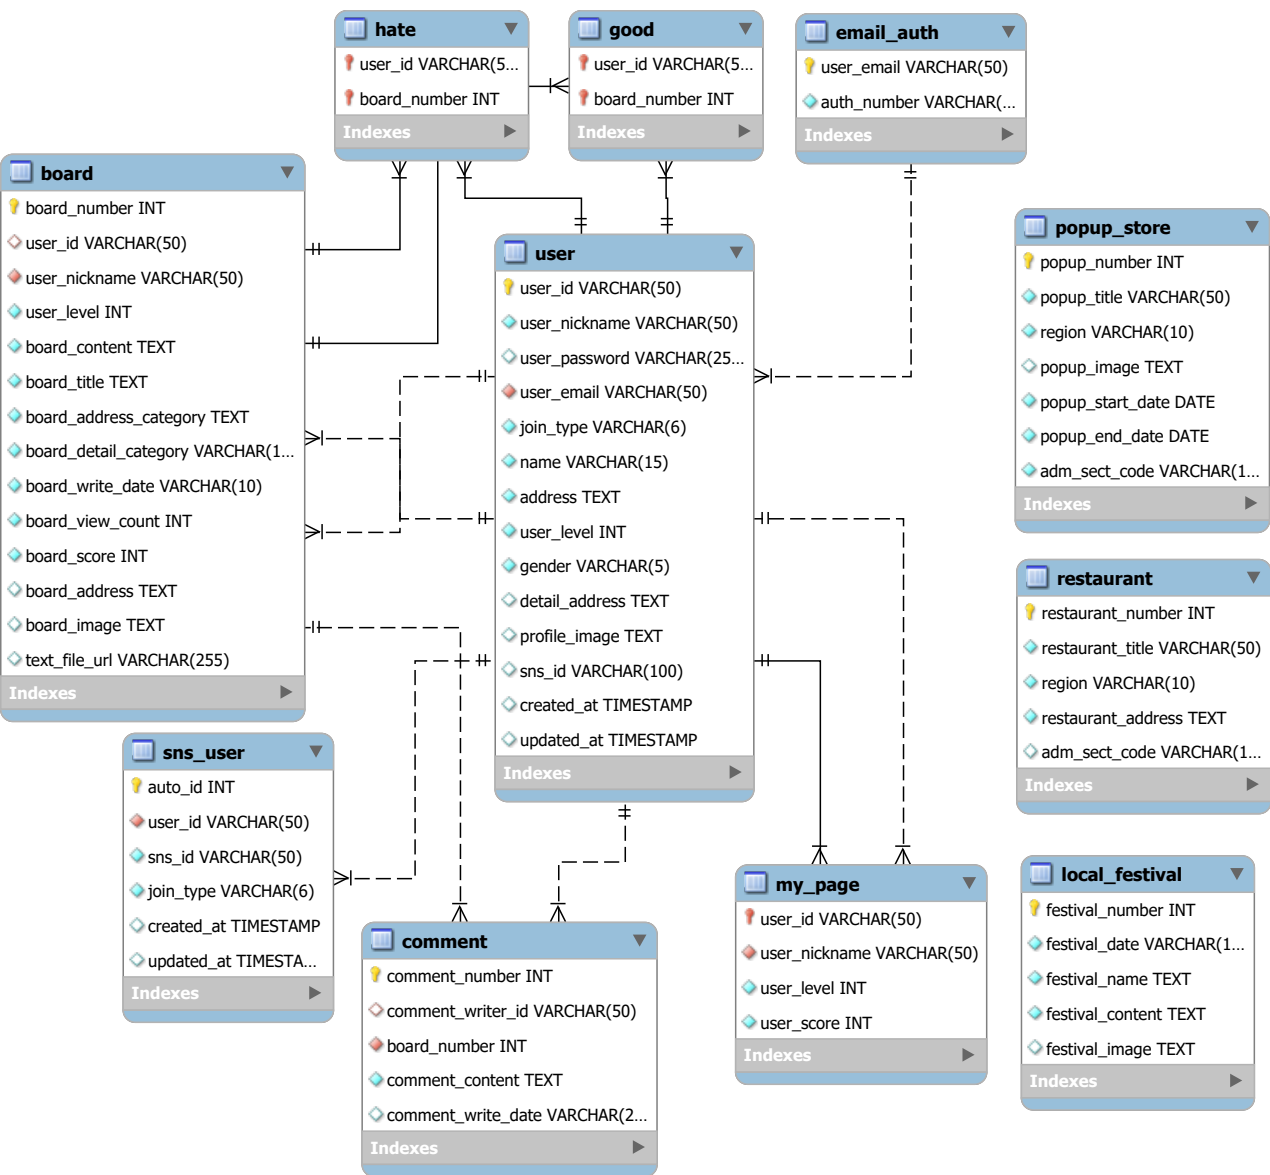 hate
user_id VARCHAR(5...
board_number INT
Indexes
good
user_id VARCHAR(5...
board_number INT
Indexes
email_auth
user_email VARCHAR(50)
auth_number VARCHAR(...
Indexes
board
board_number INT
user_id VARCHAR(50)
user_nickname VARCHAR(50)
user_level INT
board_content TEXT
board_title TEXT
board_address_category TEXT
board_detail_category VARCHAR(1...
board_write_date VARCHAR(10)
board_view_count INT
board_score INT
board_address TEXT
board_image TEXT
text_file_url VARCHAR(255)
Indexes
user
user_id VARCHAR(50)
user_nickname VARCHAR(50)
user_password VARCHAR(25...
user_email VARCHAR(50)
join_type VARCHAR(6)
name VARCHAR(15)
address TEXT
user_level INT
gender VARCHAR(5)
detail_address TEXT
profile_image TEXT
sns_id VARCHAR(100)
created_at TIMESTAMP
updated_at TIMESTAMP
Indexes
popup_store
popup_number INT
popup_title VARCHAR(50)
region VARCHAR(10)
popup_image TEXT
popup_start_date DATE
popup_end_date DATE
adm_sect_code VARCHAR(1...
Indexes
restaurant
restaurant_number INT
restaurant_title VARCHAR(50)
region VARCHAR(10)
restaurant_address TEXT
adm_sect_code VARCHAR(1...
Indexes
sns_user
auto_id INT
user_id VARCHAR(50)
sns_id VARCHAR(50)
join_type VARCHAR(6)
created_at TIMESTAMP
updated_at TIMESTA...
Indexes
comment
comment_number INT
comment_writer_id VARCHAR(50)
board_number INT
comment_content TEXT
comment_write_date VARCHAR(2...
Indexes
my_page
user_id VARCHAR(50)
user_nickname VARCHAR(50)
user_level INT
user_score INT
Indexes
local_festival
festival_number INT
festival_date VARCHAR(1...
festival_name TEXT
festival_content TEXT
festival_image TEXT
Indexes